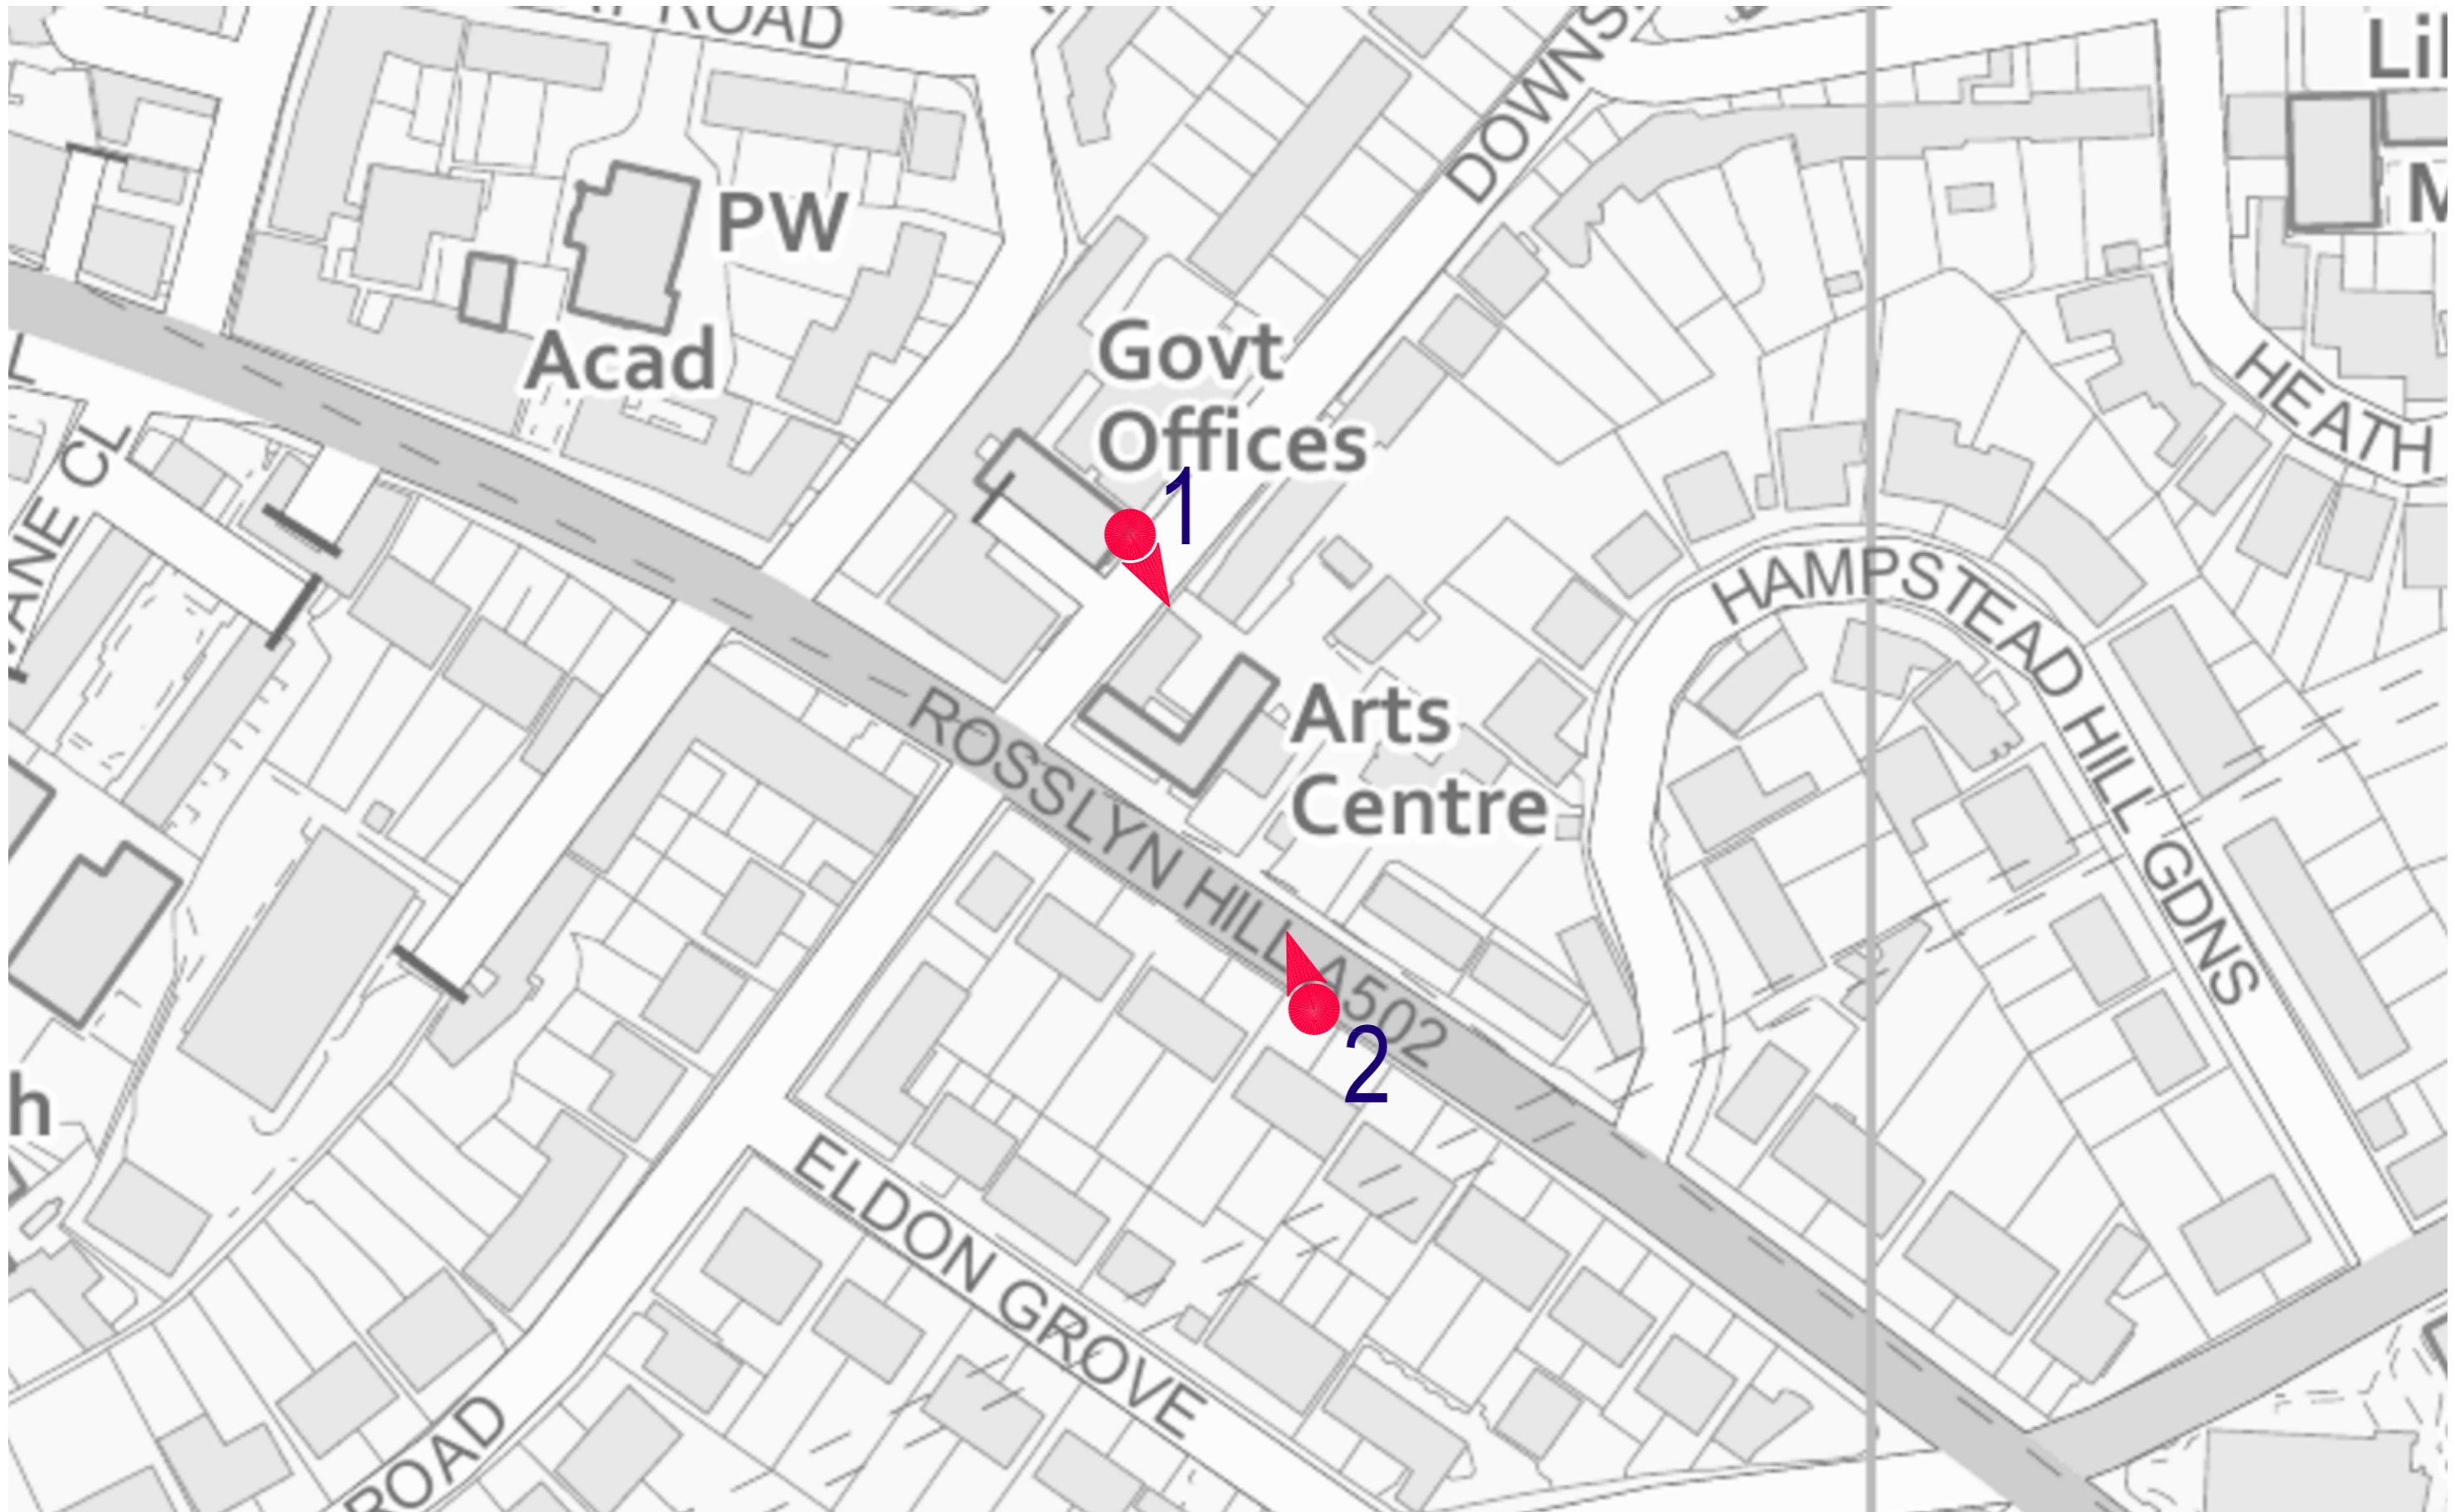 ROAD
DOWNS
PW
Govt
Offices
Acad
HEATH
HAMPSTEAD HILL GDNS
1
Arts
Centre
ROSSLYN HILL A502
2
ELDON GROVE
ROAD